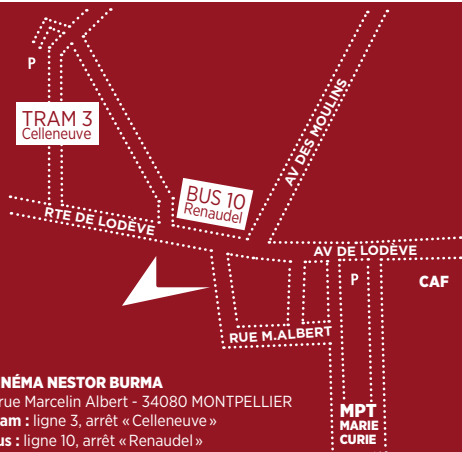 P
TRAM 3
Celleneuve
AV DES MOULINS
BUS 10
Renaudel
RTE DE LODÈVE
AV DE LODÈVE
P
CAF
RUE M.ALBERT
NÉMA NESTOR BURMA
rue Marcelin Albert - 34080 MONTPELLIER
am : ligne 3, arrêt « Celleneuve »
us : ligne 10, arrêt « Renaudel »
MPT
MARIE
CURIE